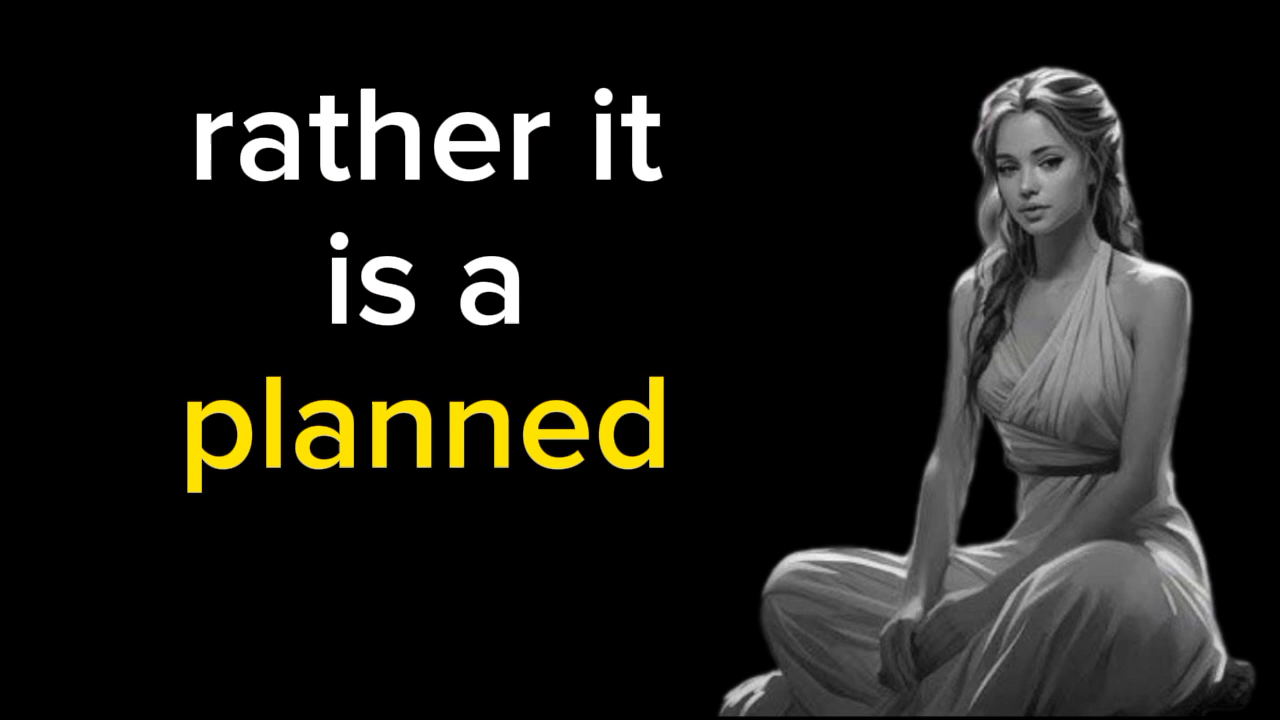 rather it
is a
planned